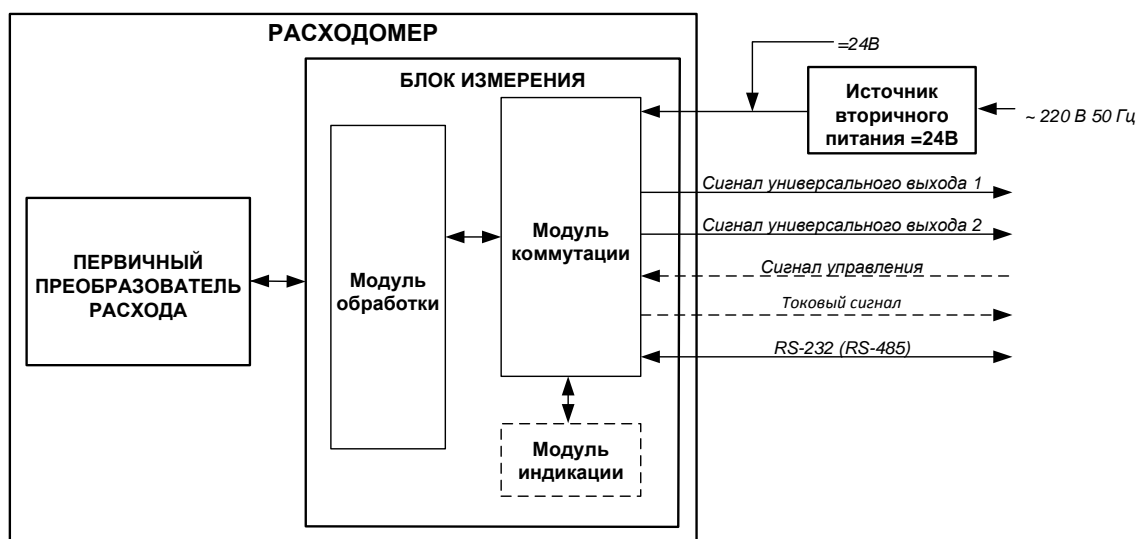 РАСХОДОМЕР
БЛОК ИЗМЕРЕНИЯ
ПЕРВИЧНЫЙ
ПРЕОБРАЗОВАТЕЛЬ
РАСХОДА
Модуль
обработки
Модуль
коммутации
Модуль
индикации
=24В
Источник
вторичного
питания =24В
~ 220 В 50 Гц
Сигнал универсального выхода 1
Сигнал универсального выхода 2
Сигнал управления
Токовый сигнал
RS-232 (RS-485)